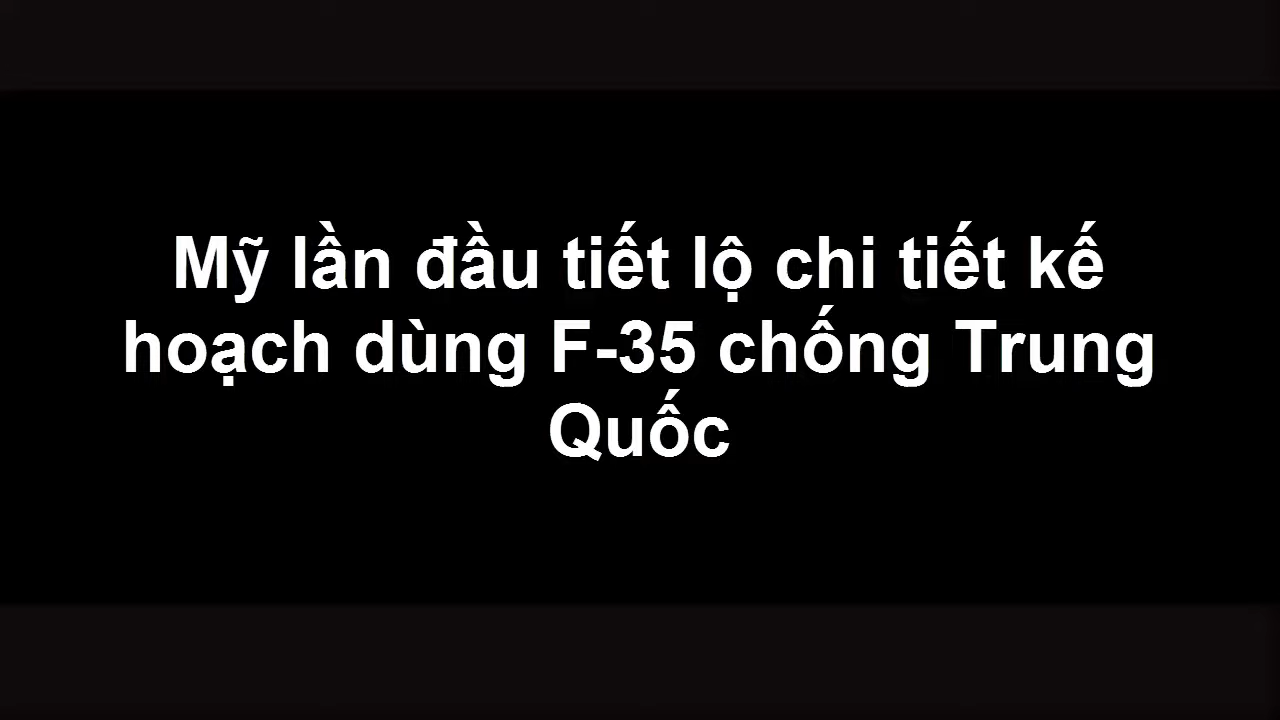 Mỹ lần đầu tiết lộ chi tiết kế
hoạch dùng F-35 chống Trung
Quốc